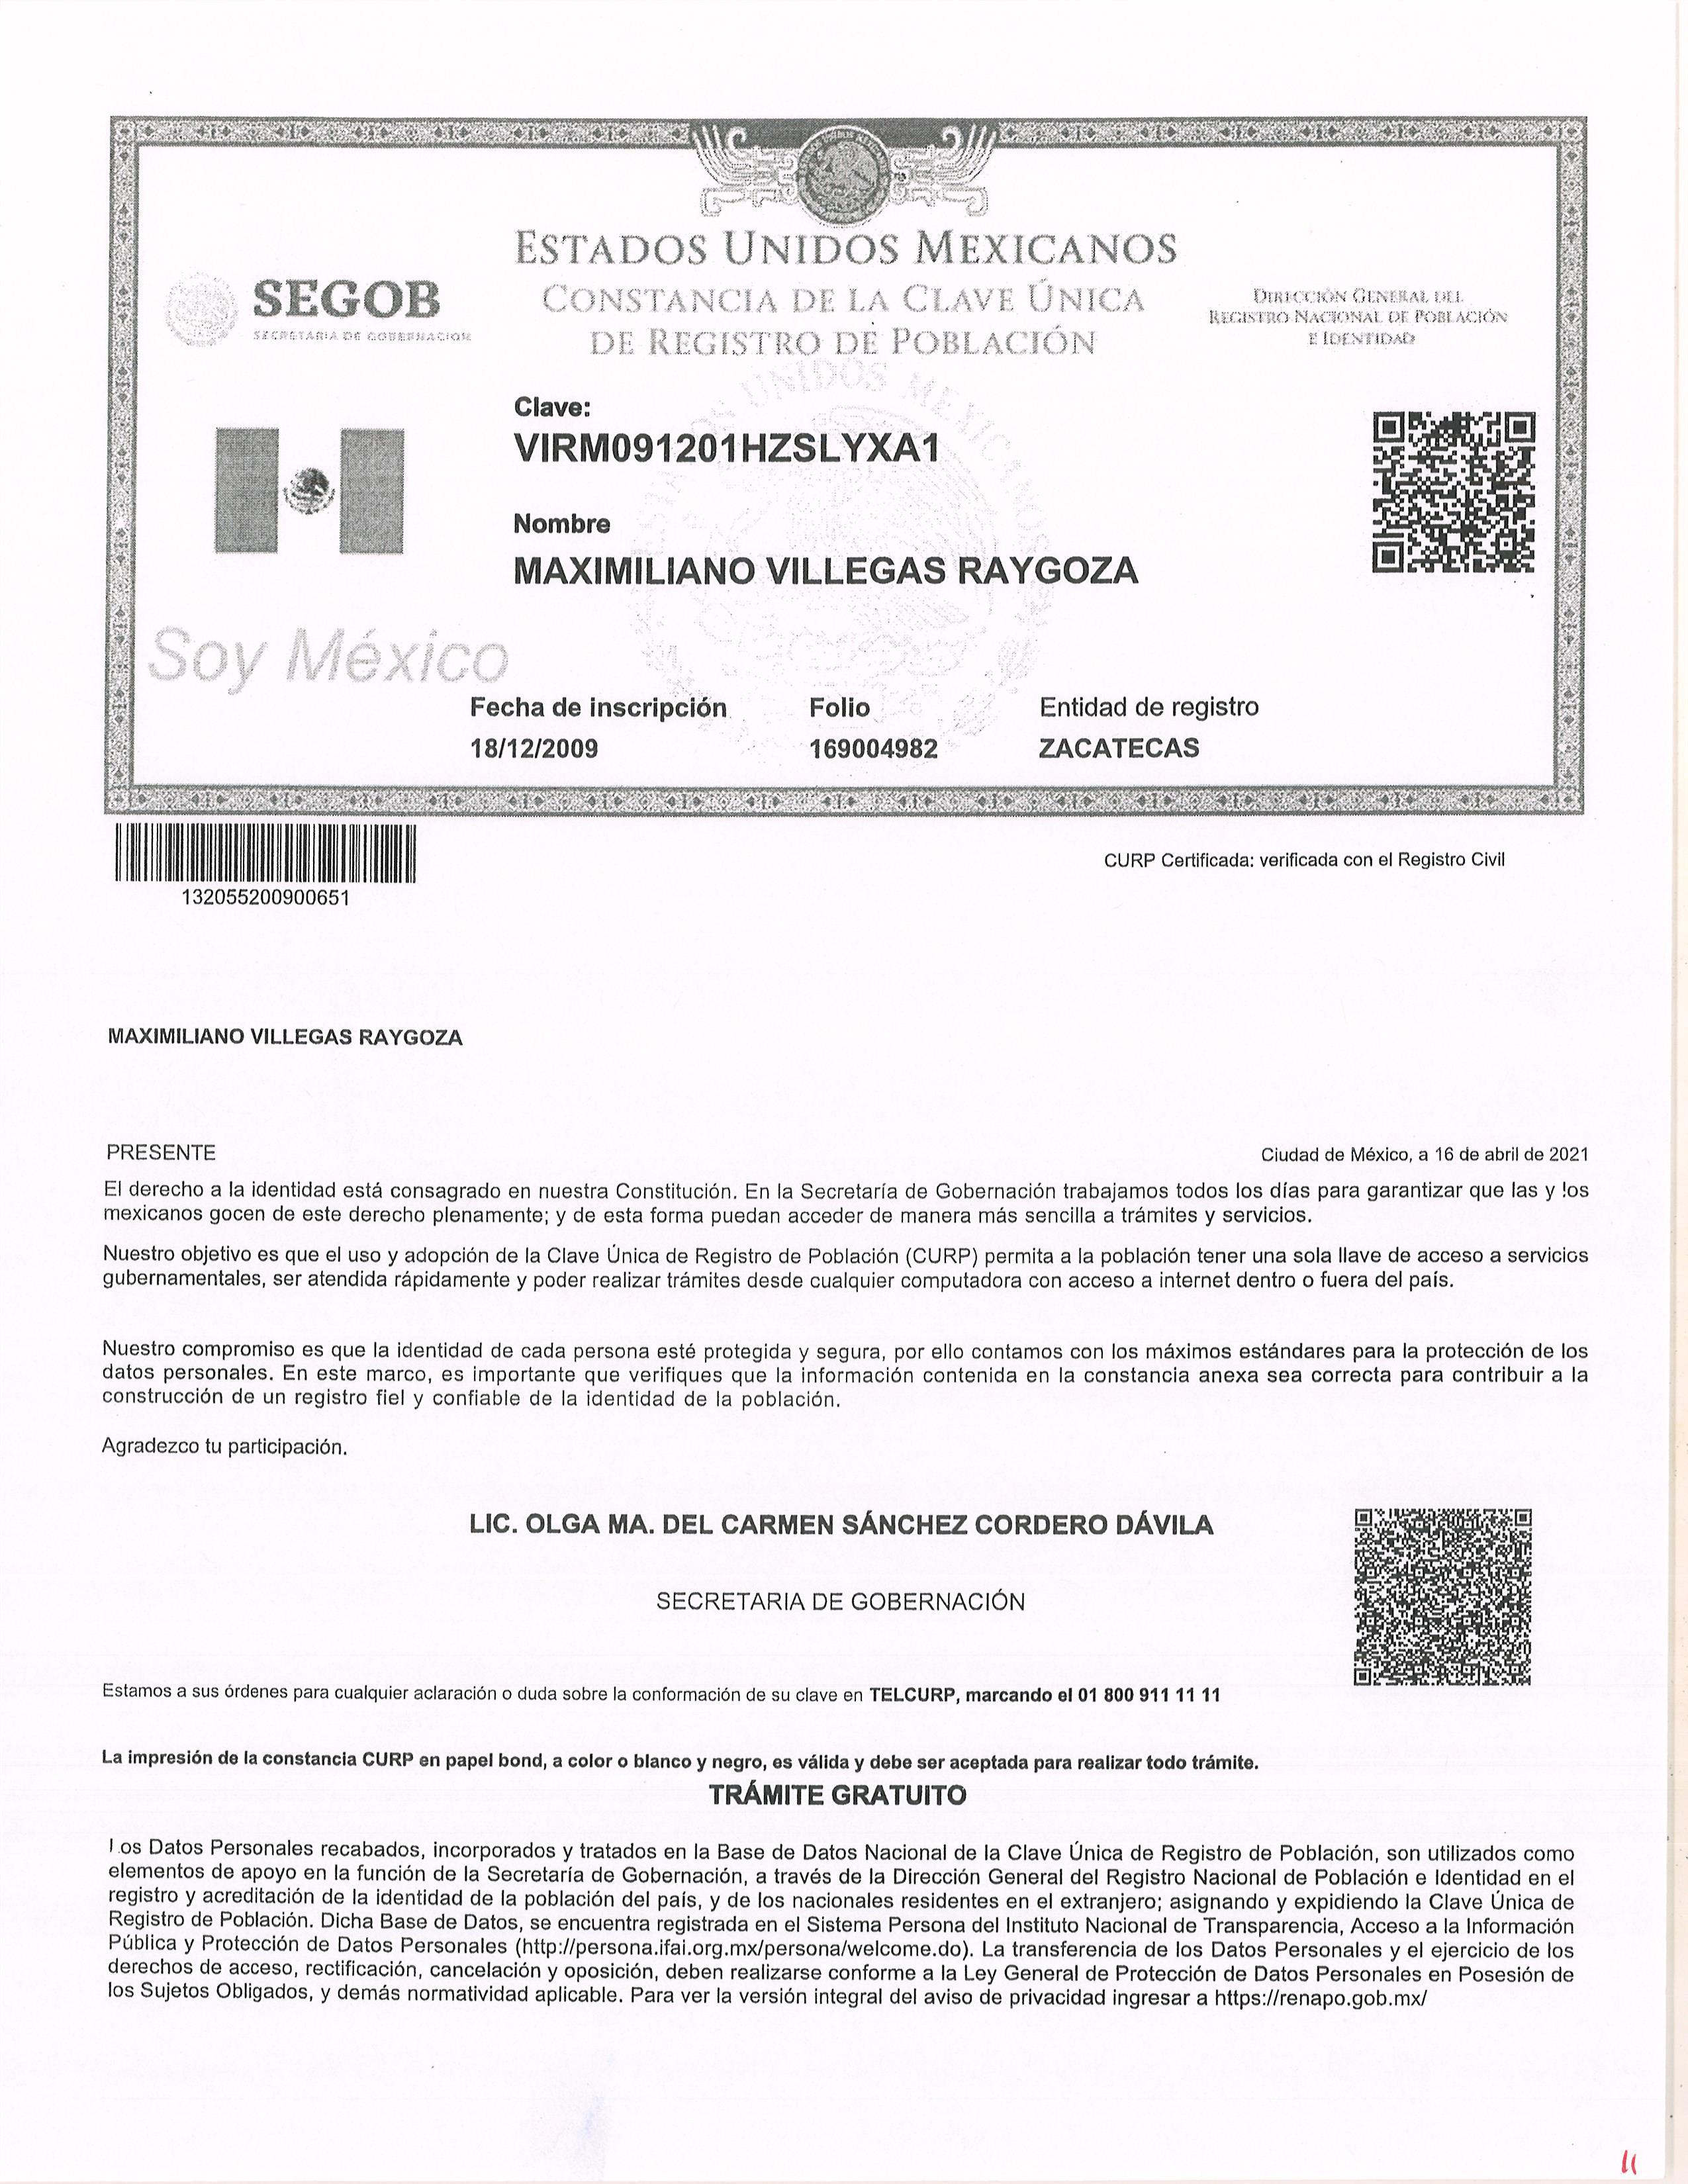 ESTADOS UNIDOS MEXICANOS
CONSTANCIA DE LA CLAVE ÚNICA
DE REGISTRO DE POBLACIÓN
SEGOB
SECRETARÍA DE GOBERNACIÓN
DIRECCIÓN GENERAL DEL
REGISTRO NACIONAL DE POBLACIÓN
E IDENTIDAD
Clave:
VIRM091201HZSLYXA1
Nombre
MAXIMILIANO VILLEGAS RAYGOZA
Soy México
Fecha de inscripción Folio Entidad de registro
18/12/2009 169004982 ZACATECAS
132055200900651
CURP Certificada: verificada con el Registro Civil
MAXIMILIANO VILLEGAS RAYGOZA
PRESENTE
Ciudad de México, a 16 de abril de 2021
El derecho a la identidad está consagrado en nuestra Constitución. En la Secretaría de Gobernación trabajamos todos los días para garantizar que las y los
mexicanos gocen de este derecho plenamente; y de esta forma puedan acceder de manera más sencilla a trámites y servicios.
Nuestro objetivo es que el uso y adopción de la Clave Única de Registro de Población (CURP) permita a la población tener una sola llave de acceso a servicios
gubernamentales, ser atendida rápidamente y poder realizar trámites desde cualquier computadora con acceso a internet dentro o fuera del país.
Nuestro compromiso es que la identidad de cada persona esté protegida y segura, por ello contamos con los máximos estándares para la protección de los
datos personales. En este marco, es importante que verifiques que la información contenida en la constancia anexa sea correcta para contribuir a la
construcción de un registro fiel y confiable de la identidad de la población.
Agradezco tu participación.
LIC. OLGA MA. DEL CARMEN SÁNCHEZ CORDERO DÁVILA
SECRETARIA DE GOBERNACIÓN
Estamos a sus órdenes para cualquier aclaración o duda sobre la conformación de su clave en TELCURP, marcando el 01 800 911 11 11
La impresión de la constancia CURP en papel bond, a color o blanco y negro, es válida y debe ser aceptada para realizar todo trámite.
TRÁMITE GRATUITO
Los Datos Personales recabados, incorporados y tratados en la Base de Datos Nacional de la Clave Única de Registro de Población, son utilizados como
elementos de apoyo en la función de la Secretaría de Gobernación, a través de la Dirección General del Registro Nacional de Población e Identidad en el
registro y acreditación de la identidad de la población del país, y de los nacionales residentes en el extranjero; asignando y expidiendo la Clave Única de
Registro de Población. Dicha Base de Datos, se encuentra registrada en el Sistema Persona del Instituto Nacional de Transparencia, Acceso a la Información
Pública y Protección de Datos Personales (http://persona.ifai.org.mx/persona/welcome.do). La transferencia de los Datos Personales y el ejercicio de los
derechos de acceso, rectificación, cancelación y oposición, deben realizarse conforme a la Ley General de Protección de Datos Personales en Posesión de
los Sujetos Obligados, y demás normatividad aplicable. Para ver la versión integral del aviso de privacidad ingresar a https://renapo.gob.mx/
11